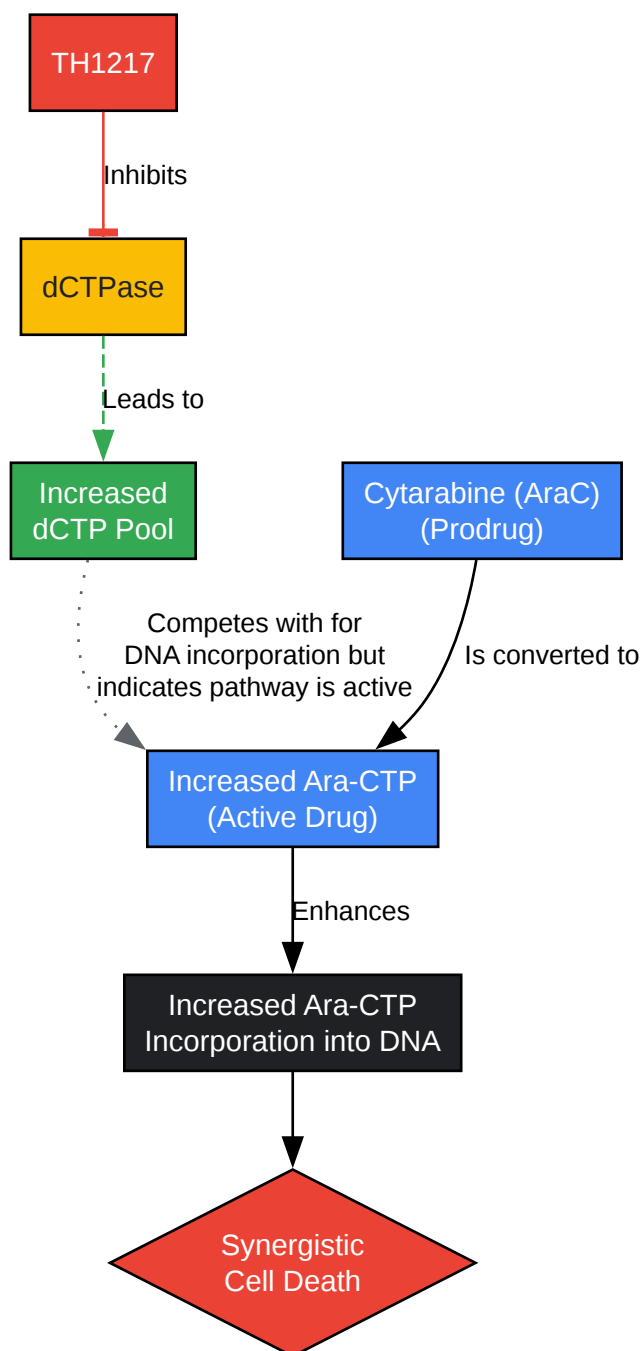 TH1217
Inhibits
dCTPase
Leads to
Increased
dCTP Pool
Cytarabine (AraC)
(Prodrug)
Competes with for
DNA incorporation but
indicates pathway is active
Is converted to
Increased Ara-CTP
(Active Drug)
Enhances
Increased Ara-CTP
Incorporation into DNA
Synergistic
Cell Death